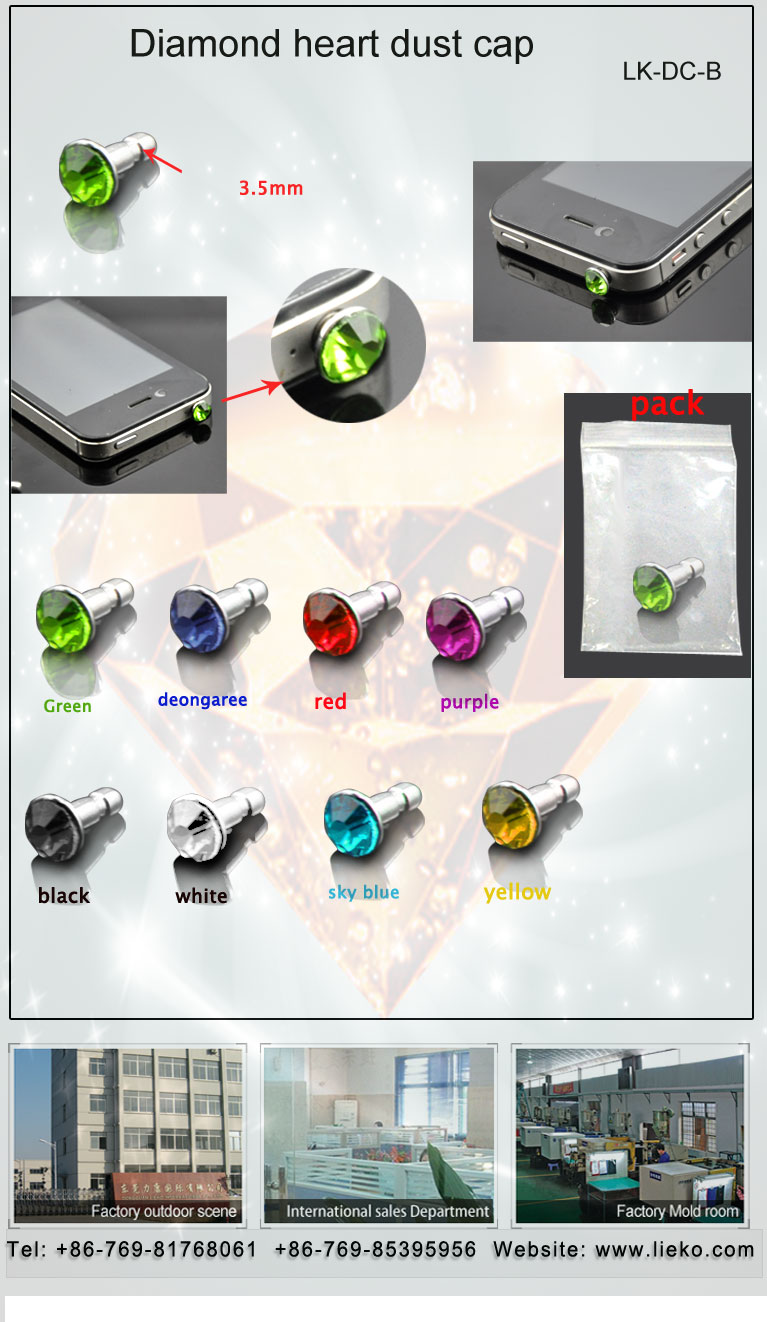 Diamond heart dust cap
LK-DC-B
3.5mm
pack
Green
deongaree
red
purple
black
white
sky blue
yellow
Factory outdoor scene
International sales Department
Factory Mold room
Tel: +86-769-81768061 +86-769-85395956 Website: www.lieko.com